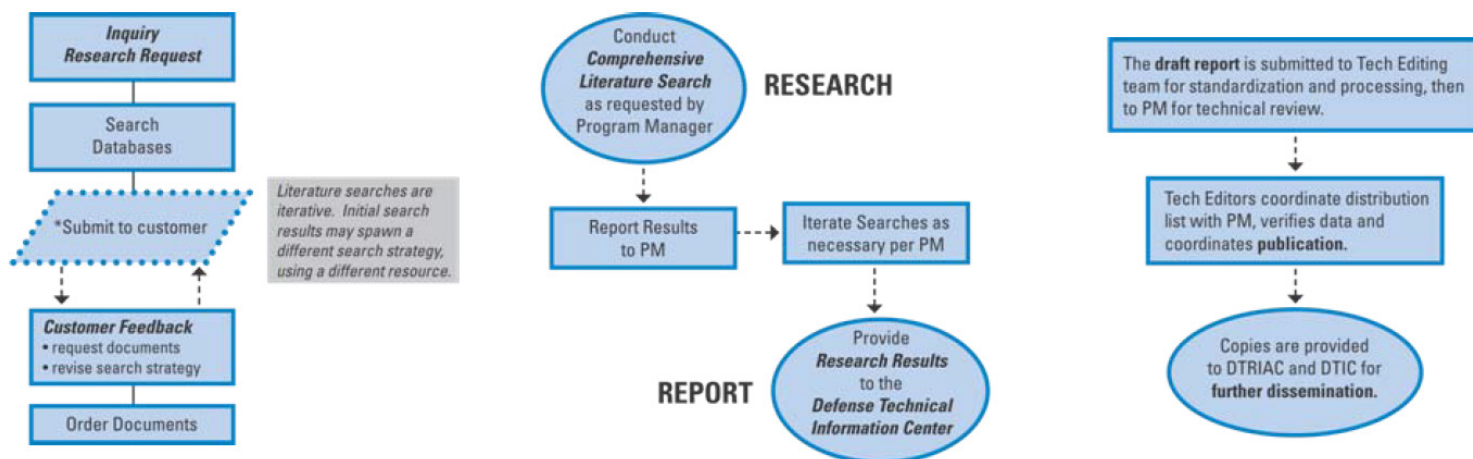 Inquiry
Research Request
Search
Databases
*Submit to customer
Literature searches are
iterative. Initial search
results may spawn a
different search strategy,
using a different resource.
Customer Feedback
• request documents
• revise search strategy
Order Documents
Conduct
Comprehensive
Literature Search
as requested by
Program Manager
RESEARCH
Report Results
to PM
Iterate Searches as
necessary per PM
REPORT
Provide
Research Results
to the
Defense Technical
Information Center
The draft report is submitted to Tech Editing
team for standardization and processing, then
to PM for technical review.
Tech Editors coordinate distribution
list with PM, verifies data and
coordinates publication.
Copies are provided
to DTRIAC and DTIC for
further dissemination.